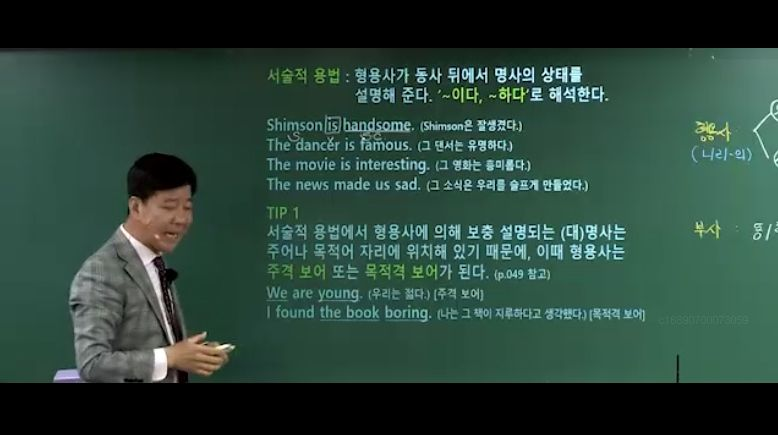 서술적 용법 : 형용사가 동사 뒤에서 명사의 상태를
설명해 준다. '~이다, ~하다'로 해석한다.
Shimson is handsome. (Shimson은 잘생겼다.)
S V SC
The dancer is famous. (그 댄서는 유명하다.)
The movie is interesting. (그 영화는 흥미롭다.)
The news made us sad. (그 소식은 우리를 슬프게 만들었다.)
TIP 1
서술적 용법에서 형용사에 의해 보충 설명되는 (대)명사는
주어나 목적어 자리에 위치해 있기 때문에, 이때 형용사는
주격 보어 또는 목적격 보어가 된다. (p.049 참고)
We are young. (우리는 젊다.) [주격 보어]
I found the book boring. (나는 그 책이 지루하다고 생각했다.) [목적격 보어]
형용사
(니리-의)
부사 :